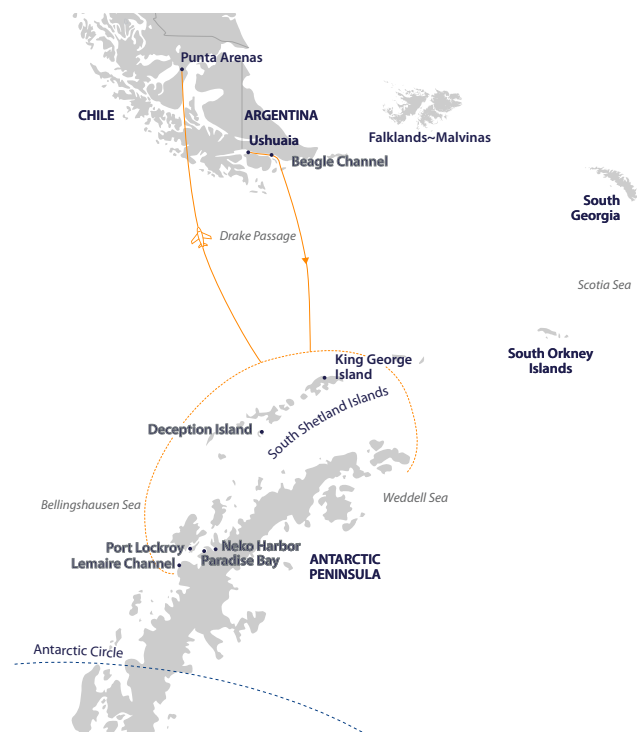 Punta Arenas
CHILE
ARGENTINA
Ushuaia
Beagle Channel
Falklands~Malvinas
South
Georgia
Drake Passage
Scotia Sea
South Orkney
Islands
King George
Island
South Shetland Islands
Deception Island
Bellingshausen Sea
Weddell Sea
Port Lockroy
Neko Harbor
Lemaire Channel
Paradise Bay
ANTARCTIC
PENINSULA
Antarctic Circle